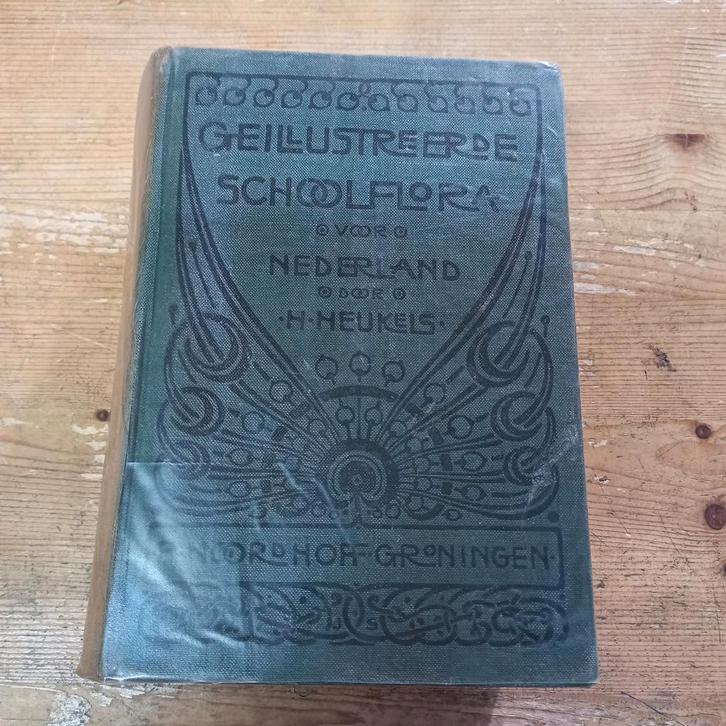 GEILLUSTREERDE
SCHOOLFLORA
VOOR
NEDERLAND
DOOR
·H·HEUKELS·
P·NOORDHOFF·GRONINGEN·